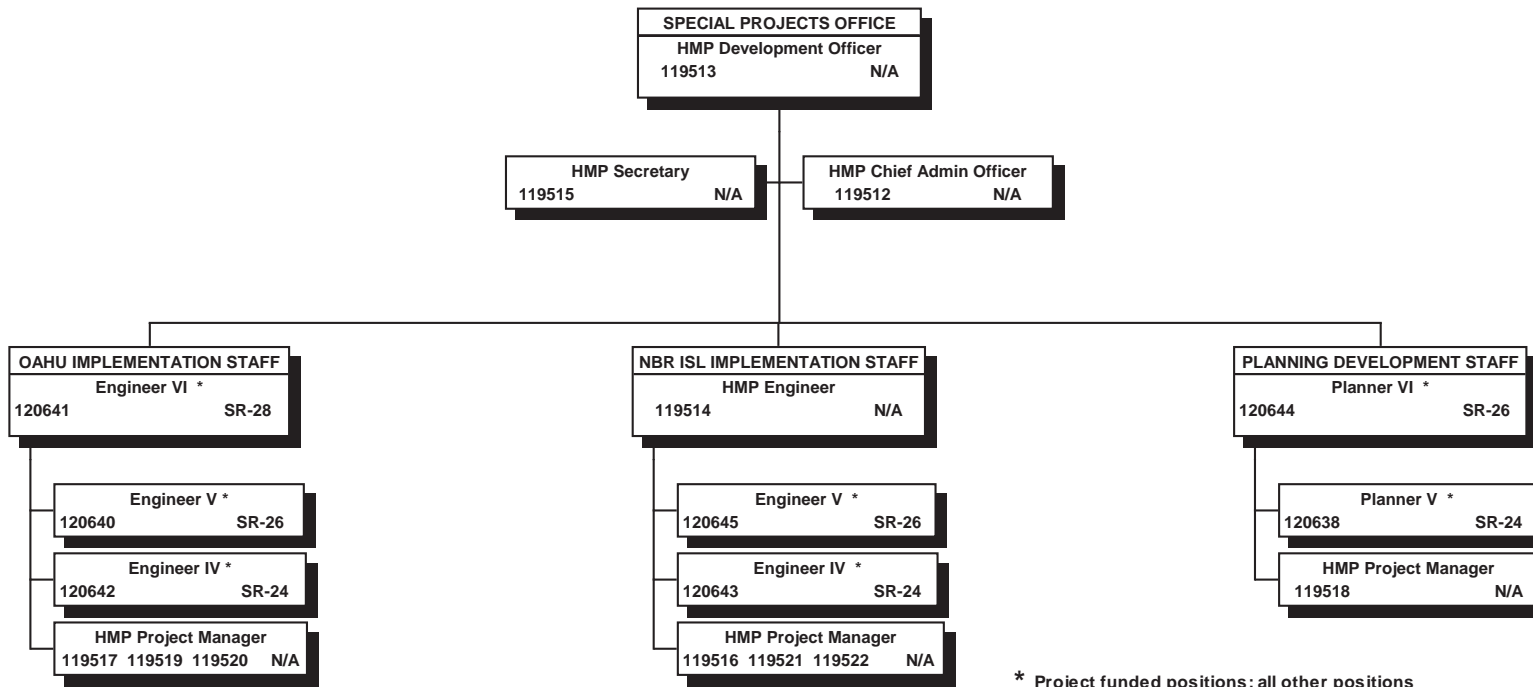 SPECIAL PROJECTS OFFICE
HMP Development Officer
119513 N/A
HMP Secretary
119515 N/A
HMP Chief Admin Officer
119512 N/A
OAHU IMPLEMENTATION STAFF
Engineer VI *
120641 SR-28
Engineer V *
120640 SR-26
Engineer IV *
120642 SR-24
HMP Project Manager
119517 119519 119520 N/A
NBR ISL IMPLEMENTATION STAFF
HMP Engineer
119514 N/A
Engineer V *
120645 SR-26
Engineer IV *
120643 SR-24
HMP Project Manager
119516 119521 119522 N/A
PLANNING DEVELOPMENT STAFF
Planner VI *
120644 SR-26
Planner V *
120638 SR-24
HMP Project Manager
119518 N/A
* Project funded positions; all other positions